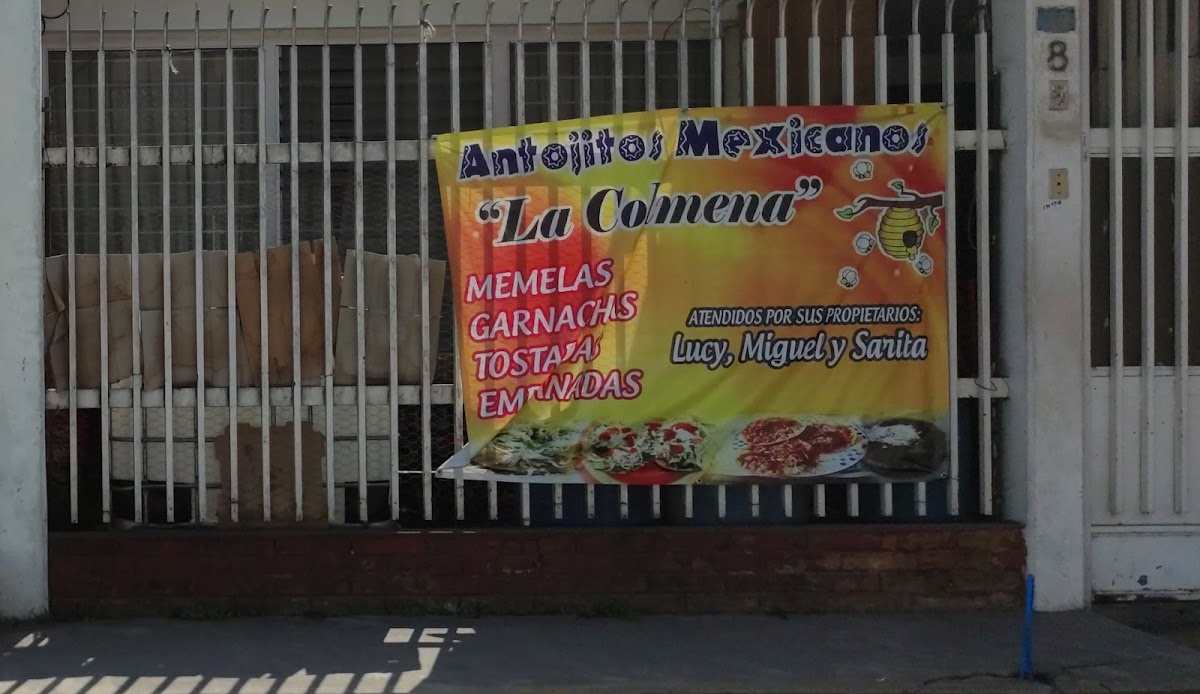 Antojitos Mexicanos
"La Colmena"
MEMELAS
GARNACHAS
TOSTADAS
EMPANADAS
ATENDIDOS POR SUS PROPIETARIOS:
Lucy, Miguel y Sarita
8